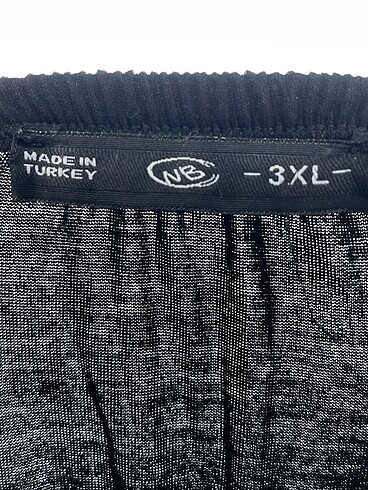 MADE IN
TURKEY
NB
-3XL-